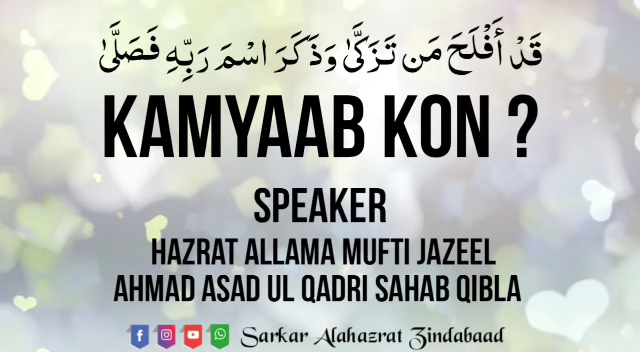 قَدْ أَفْلَحَ مَن تَزَكَّىٰ وَذَكَرَ اسْمَ رَبِّهِ فَصَلَّىٰ
KAMYAAB KON ?
SPEAKER
HAZRAT ALLAMA MUFTI JAZEEL
AHMAD ASAD UL QADRI SAHAB QIBLA
Sarkar Alahazrat Zindabaad